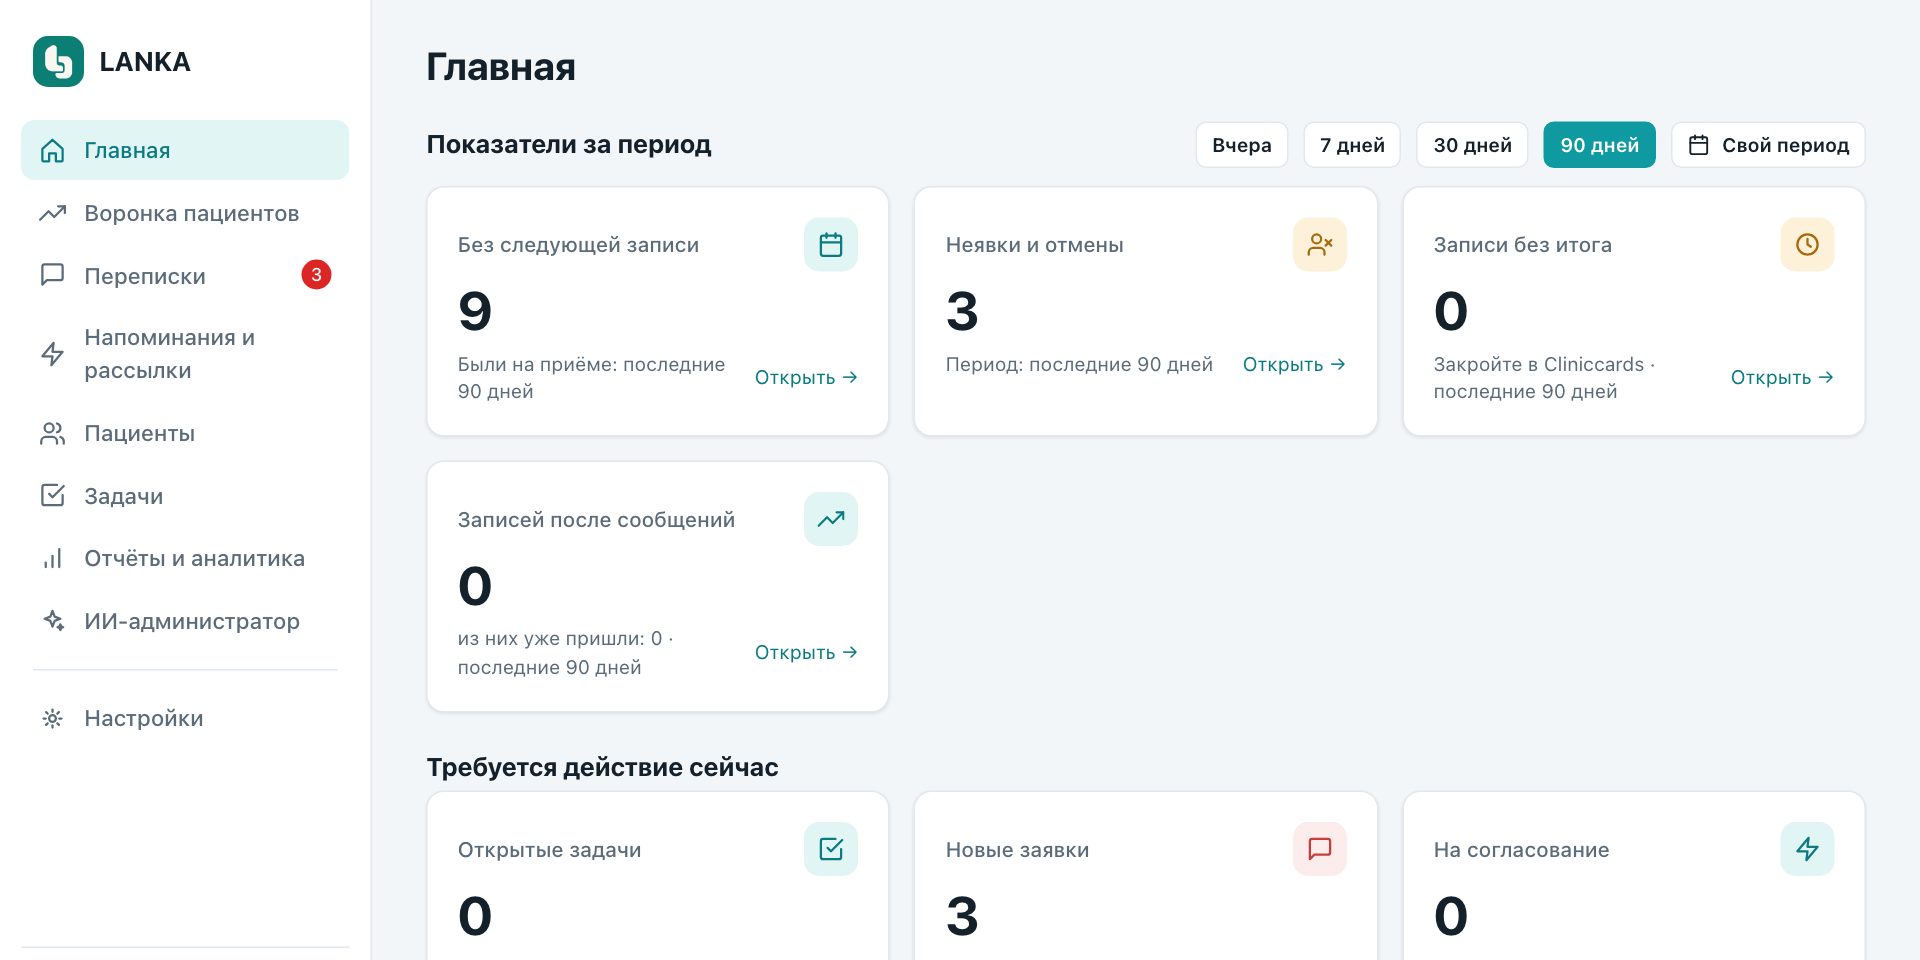 LANKA
Главная
Воронка пациентов
Переписки
3
Напоминания и
рассылки
Пациенты
Задачи
Отчёты и аналитика
ИИ-администратор
Настройки
Главная
Показатели за период
Вчера
7 дней
30 дней
90 дней
Свой период
Без следующей записи
9
Были на приёме: последние
90 дней
Открыть →
Неявки и отмены
3
Период: последние 90 дней
Открыть →
Записи без итога
0
Закройте в Cliniccards ·
последние 90 дней
Открыть →
Записей после сообщений
0
из них уже пришли: 0 ·
последние 90 дней
Открыть →
Требуется действие сейчас
Открытые задачи
0
Новые заявки
3
На согласование
0